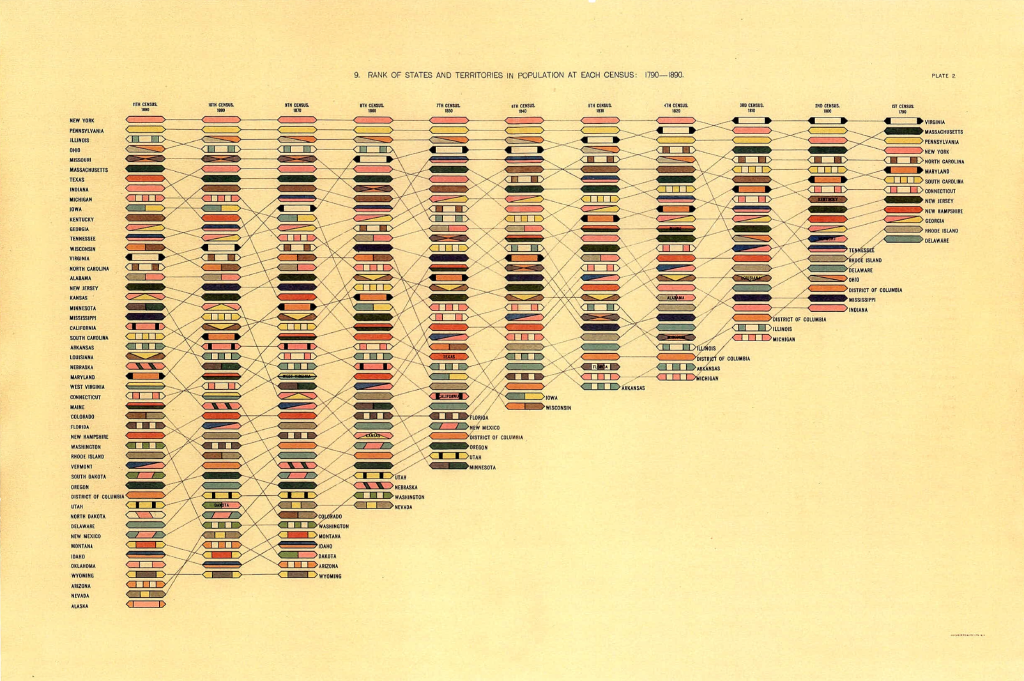 9. RANK OF STATES AND TERRITORIES IN POPULATION AT EACH CENSUS: 1790—1890.
PLATE 2
11TH CENSUS. 1890
10TH CENSUS. 1880
9TH CENSUS. 1870
8TH CENSUS. 1860
7TH CENSUS. 1850
6TH CENSUS. 1840
5TH CENSUS. 1830
4TH CENSUS. 1820
3RD CENSUS. 1810
2ND CENSUS. 1800
1ST CENSUS. 1790
NEW YORK
PENNSYLVANIA
ILLINOIS
OHIO
MISSOURI
MASSACHUSETTS
TEXAS
INDIANA
MICHIGAN
IOWA
KENTUCKY
GEORGIA
TENNESSEE
WISCONSIN
VIRGINIA
NORTH CAROLINA
ALABAMA
NEW JERSEY
KANSAS
MINNESOTA
MISSISSIPPI
CALIFORNIA
SOUTH CAROLINA
ARKANSAS
LOUISIANA
NEBRASKA
MARYLAND
WEST VIRGINIA
CONNECTICUT
MAINE
COLORADO
FLORIDA
NEW HAMPSHIRE
WASHINGTON
RHODE ISLAND
VERMONT
SOUTH DAKOTA
OREGON
DISTRICT OF COLUMBIA
UTAH
NORTH DAKOTA
DELAWARE
NEW MEXICO
MONTANA
IDAHO
OKLAHOMA
WYOMING
ARIZONA
NEVADA
ALASKA
DAKOTA
WEST VIRGINIA
COLORADO
WASHINGTON
MONTANA
IDAHO
DAKOTA
ARIZONA
WYOMING
KANSAS
UTAH
NEBRASKA
WASHINGTON
NEVADA
TEXAS
CALIFORNIA
FLORIDA
NEW MEXICO
DISTRICT OF COLUMBIA
OREGON
UTAH
MINNESOTA
IOWA
WISCONSIN
FLORIDA
ARKANSAS
ALABAMA
ILLINOIS
DISTRICT OF COLUMBIA
ARKANSAS
MICHIGAN
DISTRICT OF COLUMBIA
ILLINOIS
MICHIGAN
KENTUCKY
TENNESSEE
RHODE ISLAND
DELAWARE
OHIO
DISTRICT OF COLUMBIA
MISSISSIPPI
INDIANA
VIRGINIA
MASSACHUSETTS
PENNSYLVANIA
NEW YORK
NORTH CAROLINA
MARYLAND
SOUTH CAROLINA
CONNECTICUT
NEW JERSEY
NEW HAMPSHIRE
GEORGIA
RHODE ISLAND
DELAWARE